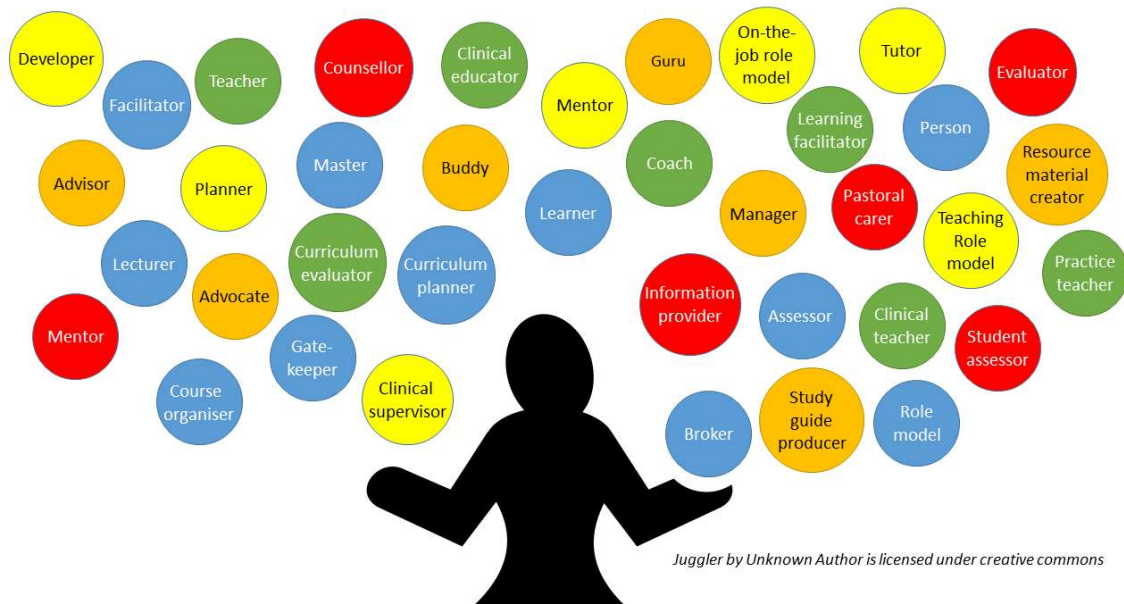 Developer
Facilitator
Teacher
Counsellor
Clinical
educator
Mentor
Guru
On-the-
job role
model
Tutor
Evaluator
Advisor
Planner
Master
Buddy
Learner
Coach
Learning
facilitator
Person
Resource
material
creator
Manager
Pastoral
carer
Teaching
Role
model
Lecturer
Advocate
Curriculum
evaluator
Curriculum
planner
Practice
teacher
Mentor
Gate-
keeper
Information
provider
Assessor
Clinical
teacher
Student
assessor
Course
organiser
Clinical
supervisor
Broker
Study
guide
producer
Role
model
Juggler by Unknown Author is licensed under creative commons